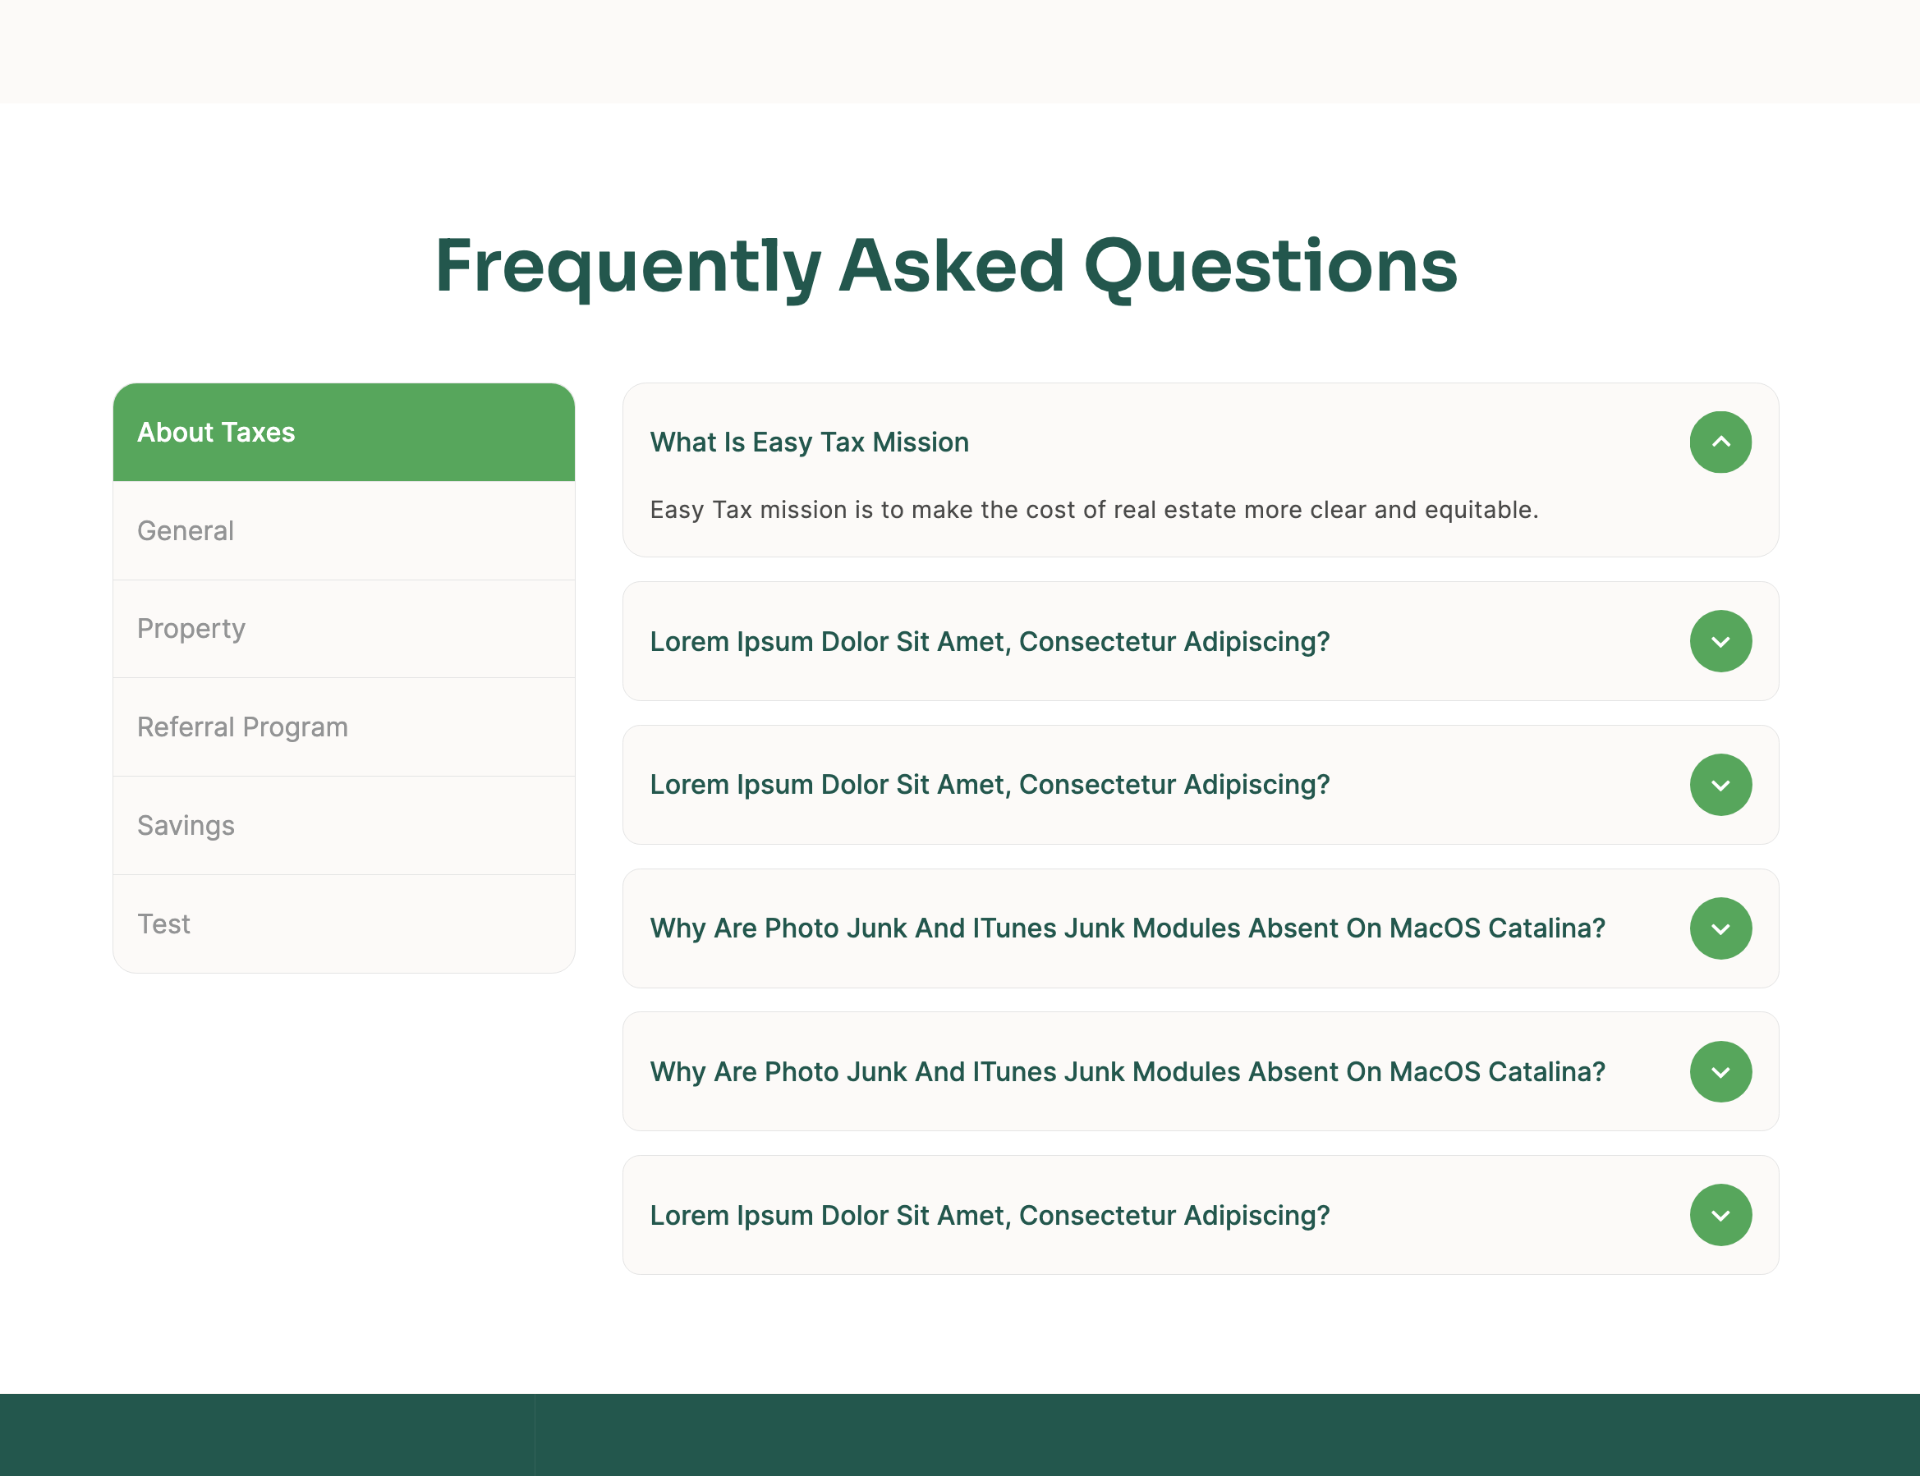 Frequently Asked Questions
About Taxes
General
Property
Referral Program
Savings
Test
What Is Easy Tax Mission
Easy Tax mission is to make the cost of real estate more clear and equitable.
Lorem Ipsum Dolor Sit Amet, Consectetur Adipiscing?
Lorem Ipsum Dolor Sit Amet, Consectetur Adipiscing?
Why Are Photo Junk And ITunes Junk Modules Absent On MacOS Catalina?
Why Are Photo Junk And ITunes Junk Modules Absent On MacOS Catalina?
Lorem Ipsum Dolor Sit Amet, Consectetur Adipiscing?